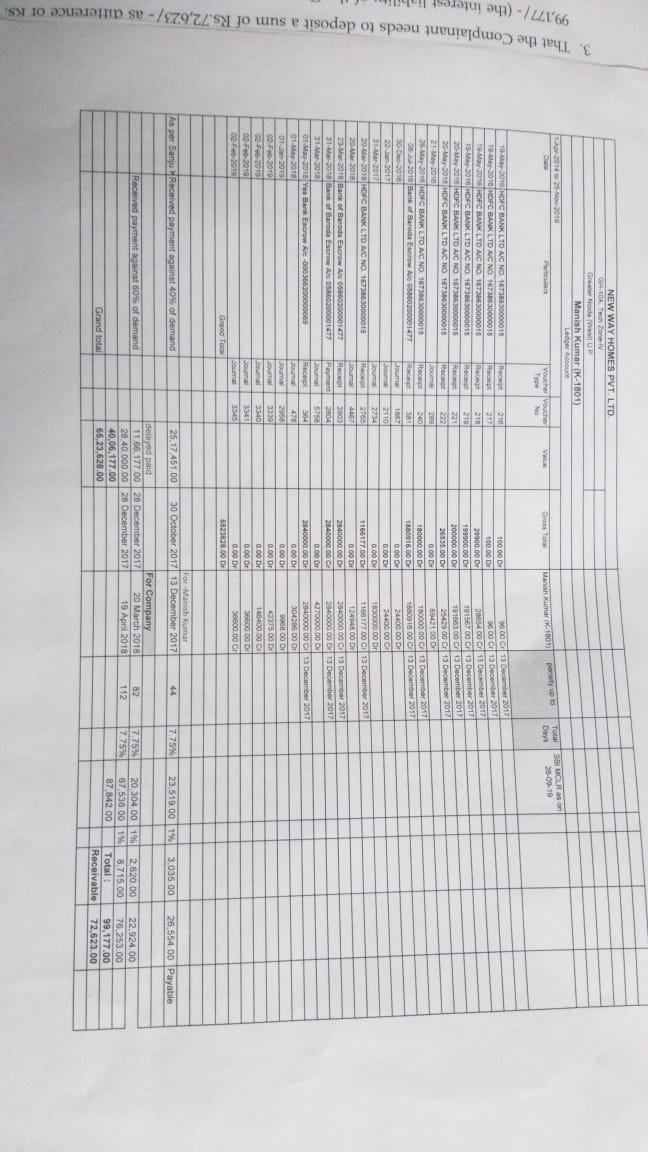 NEW WAY HOMES PVT. LTD.
GH-10A, Tech Zone-IV
Greater Noida (West) U.P
Manish Kumar (K-1801)
Ledger Account
1-Apr-2014 to 25-Nov-2019
Date Particulars Voucher Type Voucher No. Value Gross Total Manish Kumar (K-1801) penalty up to Total Days SBI MCLR as on 26-09-19
19-May-2016 HDFC BANK LTD A/C NO. 16738630000015 Receipt 216 100.00 Dr 96.00 Cr 13 December 2017
19-May-2016 HDFC BANK LTD A/C NO. 16738630000015 Receipt 217 100.00 Dr 96.00 Cr 13 December 2017
19-May-2016 HDFC BANK LTD A/C NO. 16738630000015 Receipt 218 29900.00 Dr 28654.00 Cr 13 December 2017
19-May-2016 HDFC BANK LTD A/C NO. 16738630000015 Receipt 219 199900.00 Dr 191567.00 Cr 13 December 2017
20-May-2016 HDFC BANK LTD A/C NO. 16738630000015 Receipt 221 200000.00 Dr 191663.00 Cr 13 December 2017
20-May-2016 HDFC BANK LTD A/C NO. 16738630000015 Receipt 222 26535.00 Dr 25429.00 Cr 13 December 2017
21-May-2016 Journal 289 0.00 Dr 69421.00 Dr
26-May-2016 HDFC BANK LTD A/C NO. 16738630000015 Receipt 240 180000.00 Dr 180000.00 Cr 13 December 2017
08-Jul-2016 Bank of Baroda Escrow A/c 05860200001477 Receipt 381 1880916.00 Dr 1880916.00 Cr 13 December 2017
30-Dec-2016 Journal 1867 0.00 Dr 24400.00 Dr
22-Jan-2017 Journal 2110 0.00 Dr 24400.00 Cr
31-Mar-2017 Journal 2734 0.00 Dr 1830000.00 Dr
20-Mar-2018 HDFC BANK LTD A/C NO. 16738630000015 Receipt 2765 1166177.00 Dr 1166177.00 Cr 13 December 2017
20-Mar-2018 Journal 4467 0.00 Dr 124948.00 Dr
23-Mar-2018 Bank of Baroda Escrow A/c 05860200001477 Receipt 2803 2840000.00 Dr 2840000.00 Cr 13 December 2017
31-Mar-2018 Bank of Baroda Escrow A/c 05860200001477 Payment 2804 2840000.00 Cr 2840000.00 Dr 13 December 2017
31-Mar-2018 Journal 5756 0.00 Dr 4270000.00 Dr
01-May-2018 Yes Bank Escrow A/c -000366200000069 Receipt 364 2840000.00 Dr 2840000.00 Cr 13 December 2017
01-May-2018 Journal 478 0.00 Dr 304286.00 Dr
01-Jan-2019 Journal 2958 0.00 Dr 9968.00 Dr
02-Feb-2019 Journal 3339 0.00 Dr 42375.00 Dr
02-Feb-2019 Journal 3340 0.00 Dr 146400.00 Cr
02-Feb-2019 Journal 3341 0.00 Dr 36600.00 Dr
02-Feb-2019 Journal 3345 0.00 Dr 36600.00 Cr
Grand Total 6523628.00 Dr
For -Manish Kumar
As per Sanju K Received payment against 40% of demand 25,17,451.00 30 October 2017 13 December 2017 44 7.75% 23,519.00 1% 3,035.00 26,554.00 Payable
delayed paid For Company
Received payment against 60% of demand 11,66,177.00 28 December 2017 20 March 2018 82 7.75% 20,304.00 1% 2,620.00 22,924.00
28,40,000.00 28 December 2017 19 April 2018 112 7.75% 67,538.00 1% 8,715.00 76,253.00
40,06,177.00 87,842.00 Total : 99,177.00
Grand total 65,23,628.00 Receivable 72,623.00
3. That the Complainant needs to deposit a sum of Rs.72,623/- as difference of Rs.
99,177/- (the interest liability of the